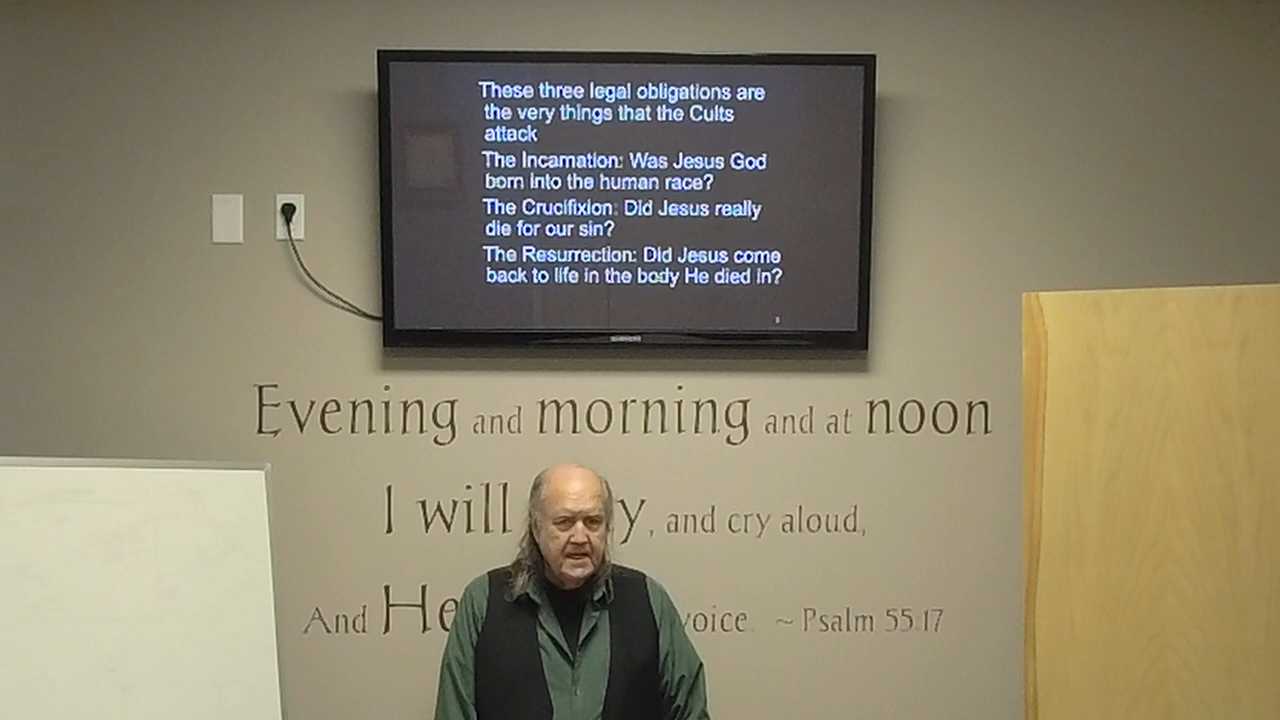 These three legal obligations are
the very things that the Cults
attack
The Incarnation: Was Jesus God
born into the human race?
The Crucifixion: Did Jesus really
die for our sin?
The Resurrection: Did Jesus come
back to life in the body He died in?
Evening and morning and at noon
I will y, and cry aloud,
And He voice. ~ Psalm 55.17